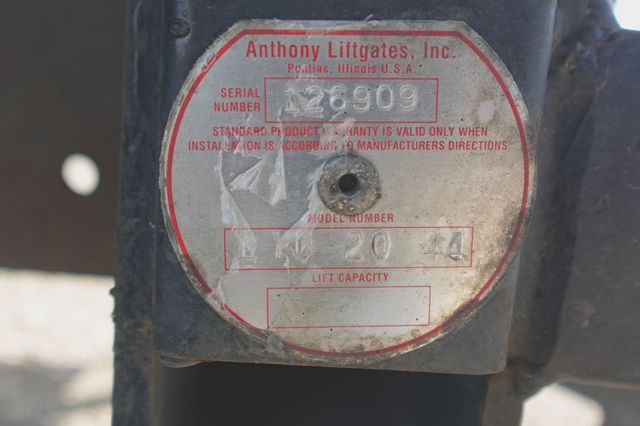 Anthony Liftgates, Inc.
Pontiac, Illinois U.S.A.
SERIAL NUMBER
126909
STANDARD PRODUCT WARRANTY IS VALID ONLY WHEN
INSTALLATION IS ACCORDING TO MANUFACTURERS DIRECTIONS
MODEL NUMBER
20 44
LIFT CAPACITY